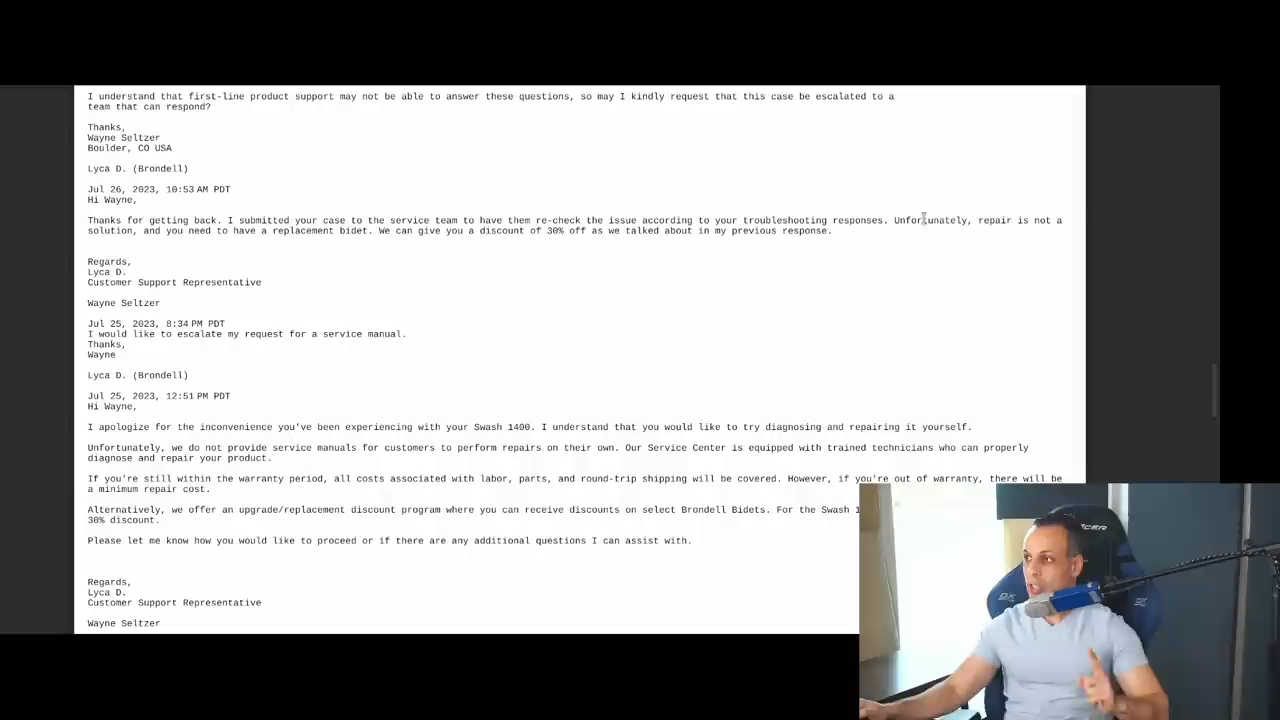 I understand that first-line product support may not be able to answer these questions, so may I kindly request that this case be escalated to a
team that can respond?
Thanks,
Wayne Seltzer
Boulder, CO USA
Lyca D. (Brondell)
Jul 26, 2023, 10:53 AM PDT
Hi Wayne,
Thanks for getting back. I submitted your case to the service team to have them re-check the issue according to your troubleshooting responses. Unfortunately, repair is not a
solution, and you need to have a replacement bidet. We can give you a discount of 30% off as we talked about in my previous response.
Regards,
Lyca D.
Customer Support Representative
Wayne Seltzer
Jul 25, 2023, 8:34 PM PDT
I would like to escalate my request for a service manual.
Thanks,
Wayne
Lyca D. (Brondell)
Jul 25, 2023, 12:51 PM PDT
Hi Wayne,
I apologize for the inconvenience you've been experiencing with your Swash 1400. I understand that you would like to try diagnosing and repairing it yourself.
Unfortunately, we do not provide service manuals for customers to perform repairs on their own. Our Service Center is equipped with trained technicians who can properly
diagnose and repair your product.
If you're still within the warranty period, all costs associated with labor, parts, and round-trip shipping will be covered. However, if you're out of warranty, there will be
a minimum repair cost.
Alternatively, we offer an upgrade/replacement discount program where you can receive discounts on select Brondell Bidets. For the Swash
30% discount.
Please let me know how you would like to proceed or if there are any additional questions I can assist with.
Regards,
Lyca D.
Customer Support Representative
Wayne Seltzer